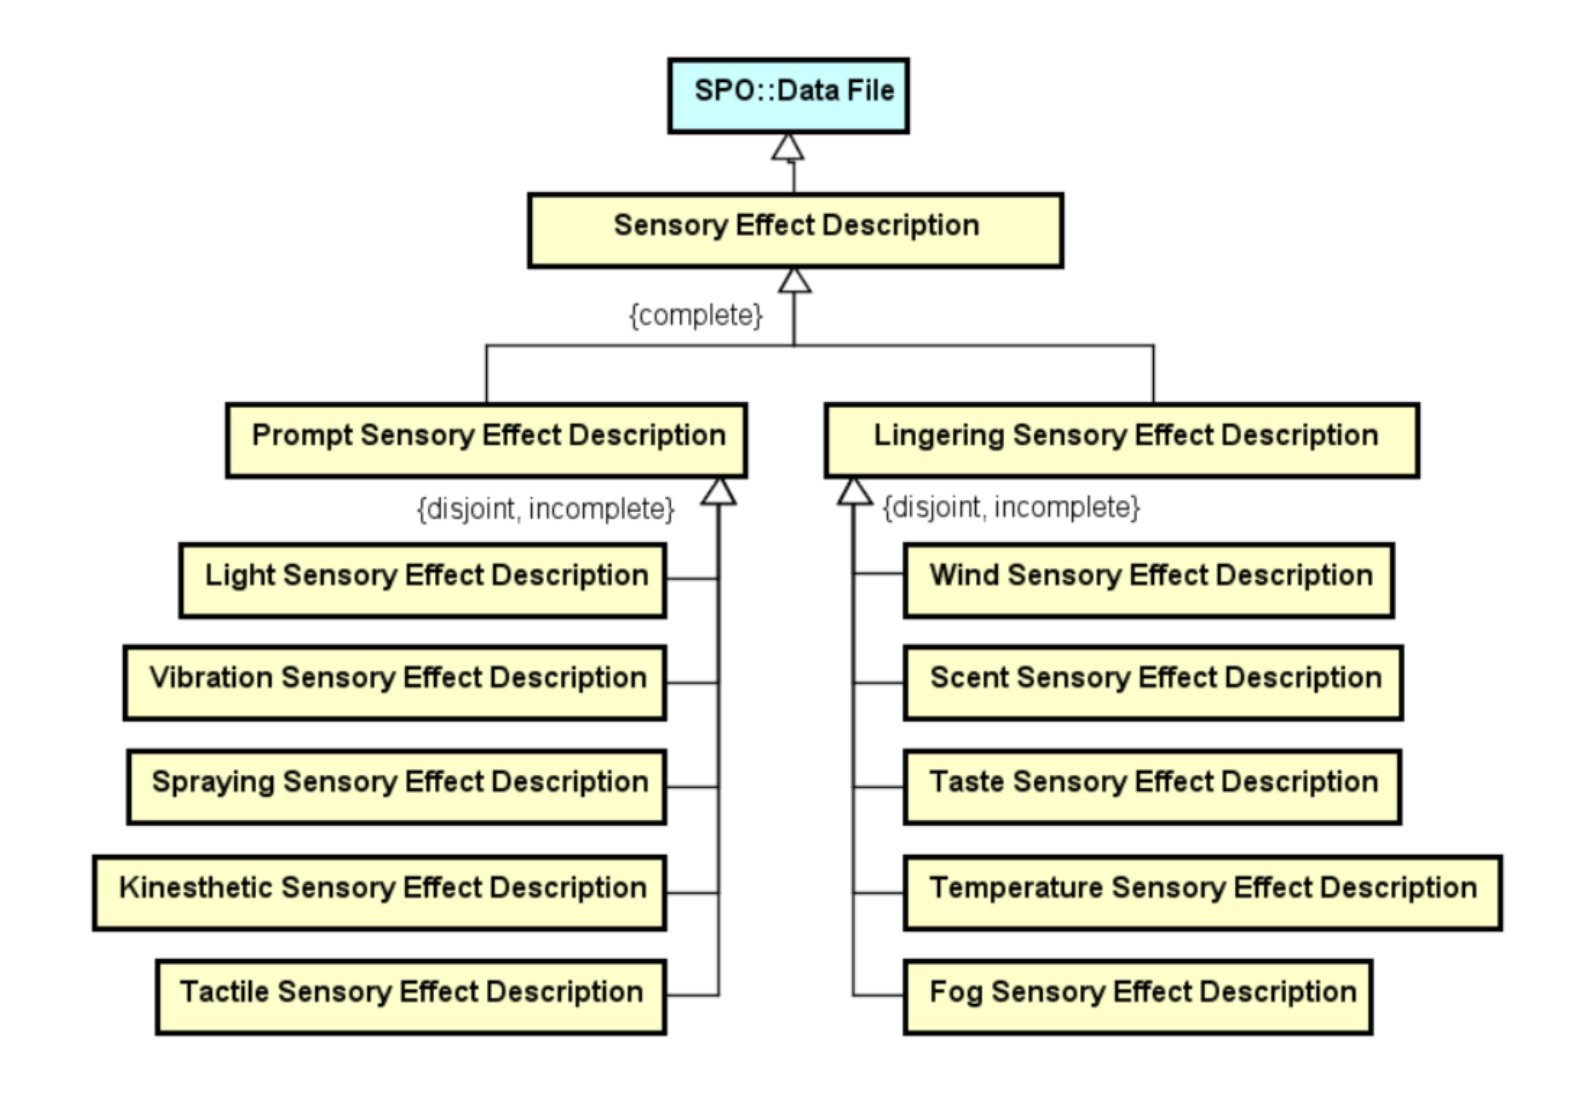 SPO::Data File
Sensory Effect Description
{complete}
Prompt Sensory Effect Description
Lingering Sensory Effect Description
{disjoint, incomplete}
{disjoint, incomplete}
Light Sensory Effect Description
Wind Sensory Effect Description
Vibration Sensory Effect Description
Scent Sensory Effect Description
Spraying Sensory Effect Description
Taste Sensory Effect Description
Kinesthetic Sensory Effect Description
Temperature Sensory Effect Description
Tactile Sensory Effect Description
Fog Sensory Effect Description